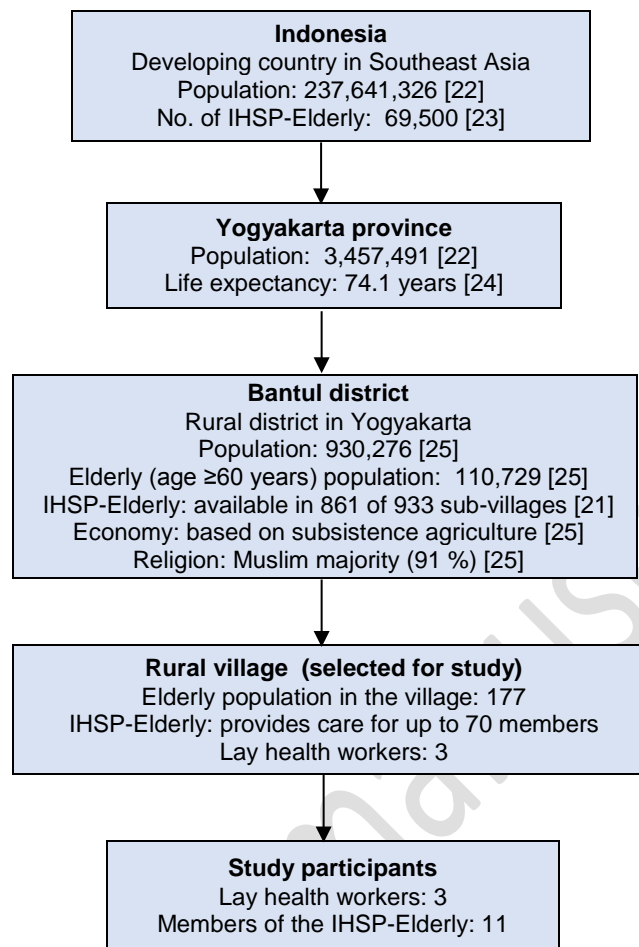 Indonesia
Developing country in Southeast Asia
Population: 237,641,326 [22]
No. of IHSP-Elderly: 69,500 [23]
Yogyakarta province
Population: 3,457,491 [22]
Life expectancy: 74.1 years [24]
Bantul district
Rural district in Yogyakarta
Population: 930,276 [25]
Elderly (age ≥60 years) population: 110,729 [25]
IHSP-Elderly: available in 861 of 933 sub-villages [21]
Economy: based on subsistence agriculture [25]
Religion: Muslim majority (91 %) [25]
Rural village (selected for study)
Elderly population in the village: 177
IHSP-Elderly: provides care for up to 70 members
Lay health workers: 3
Study participants
Lay health workers: 3
Members of the IHSP-Elderly: 11